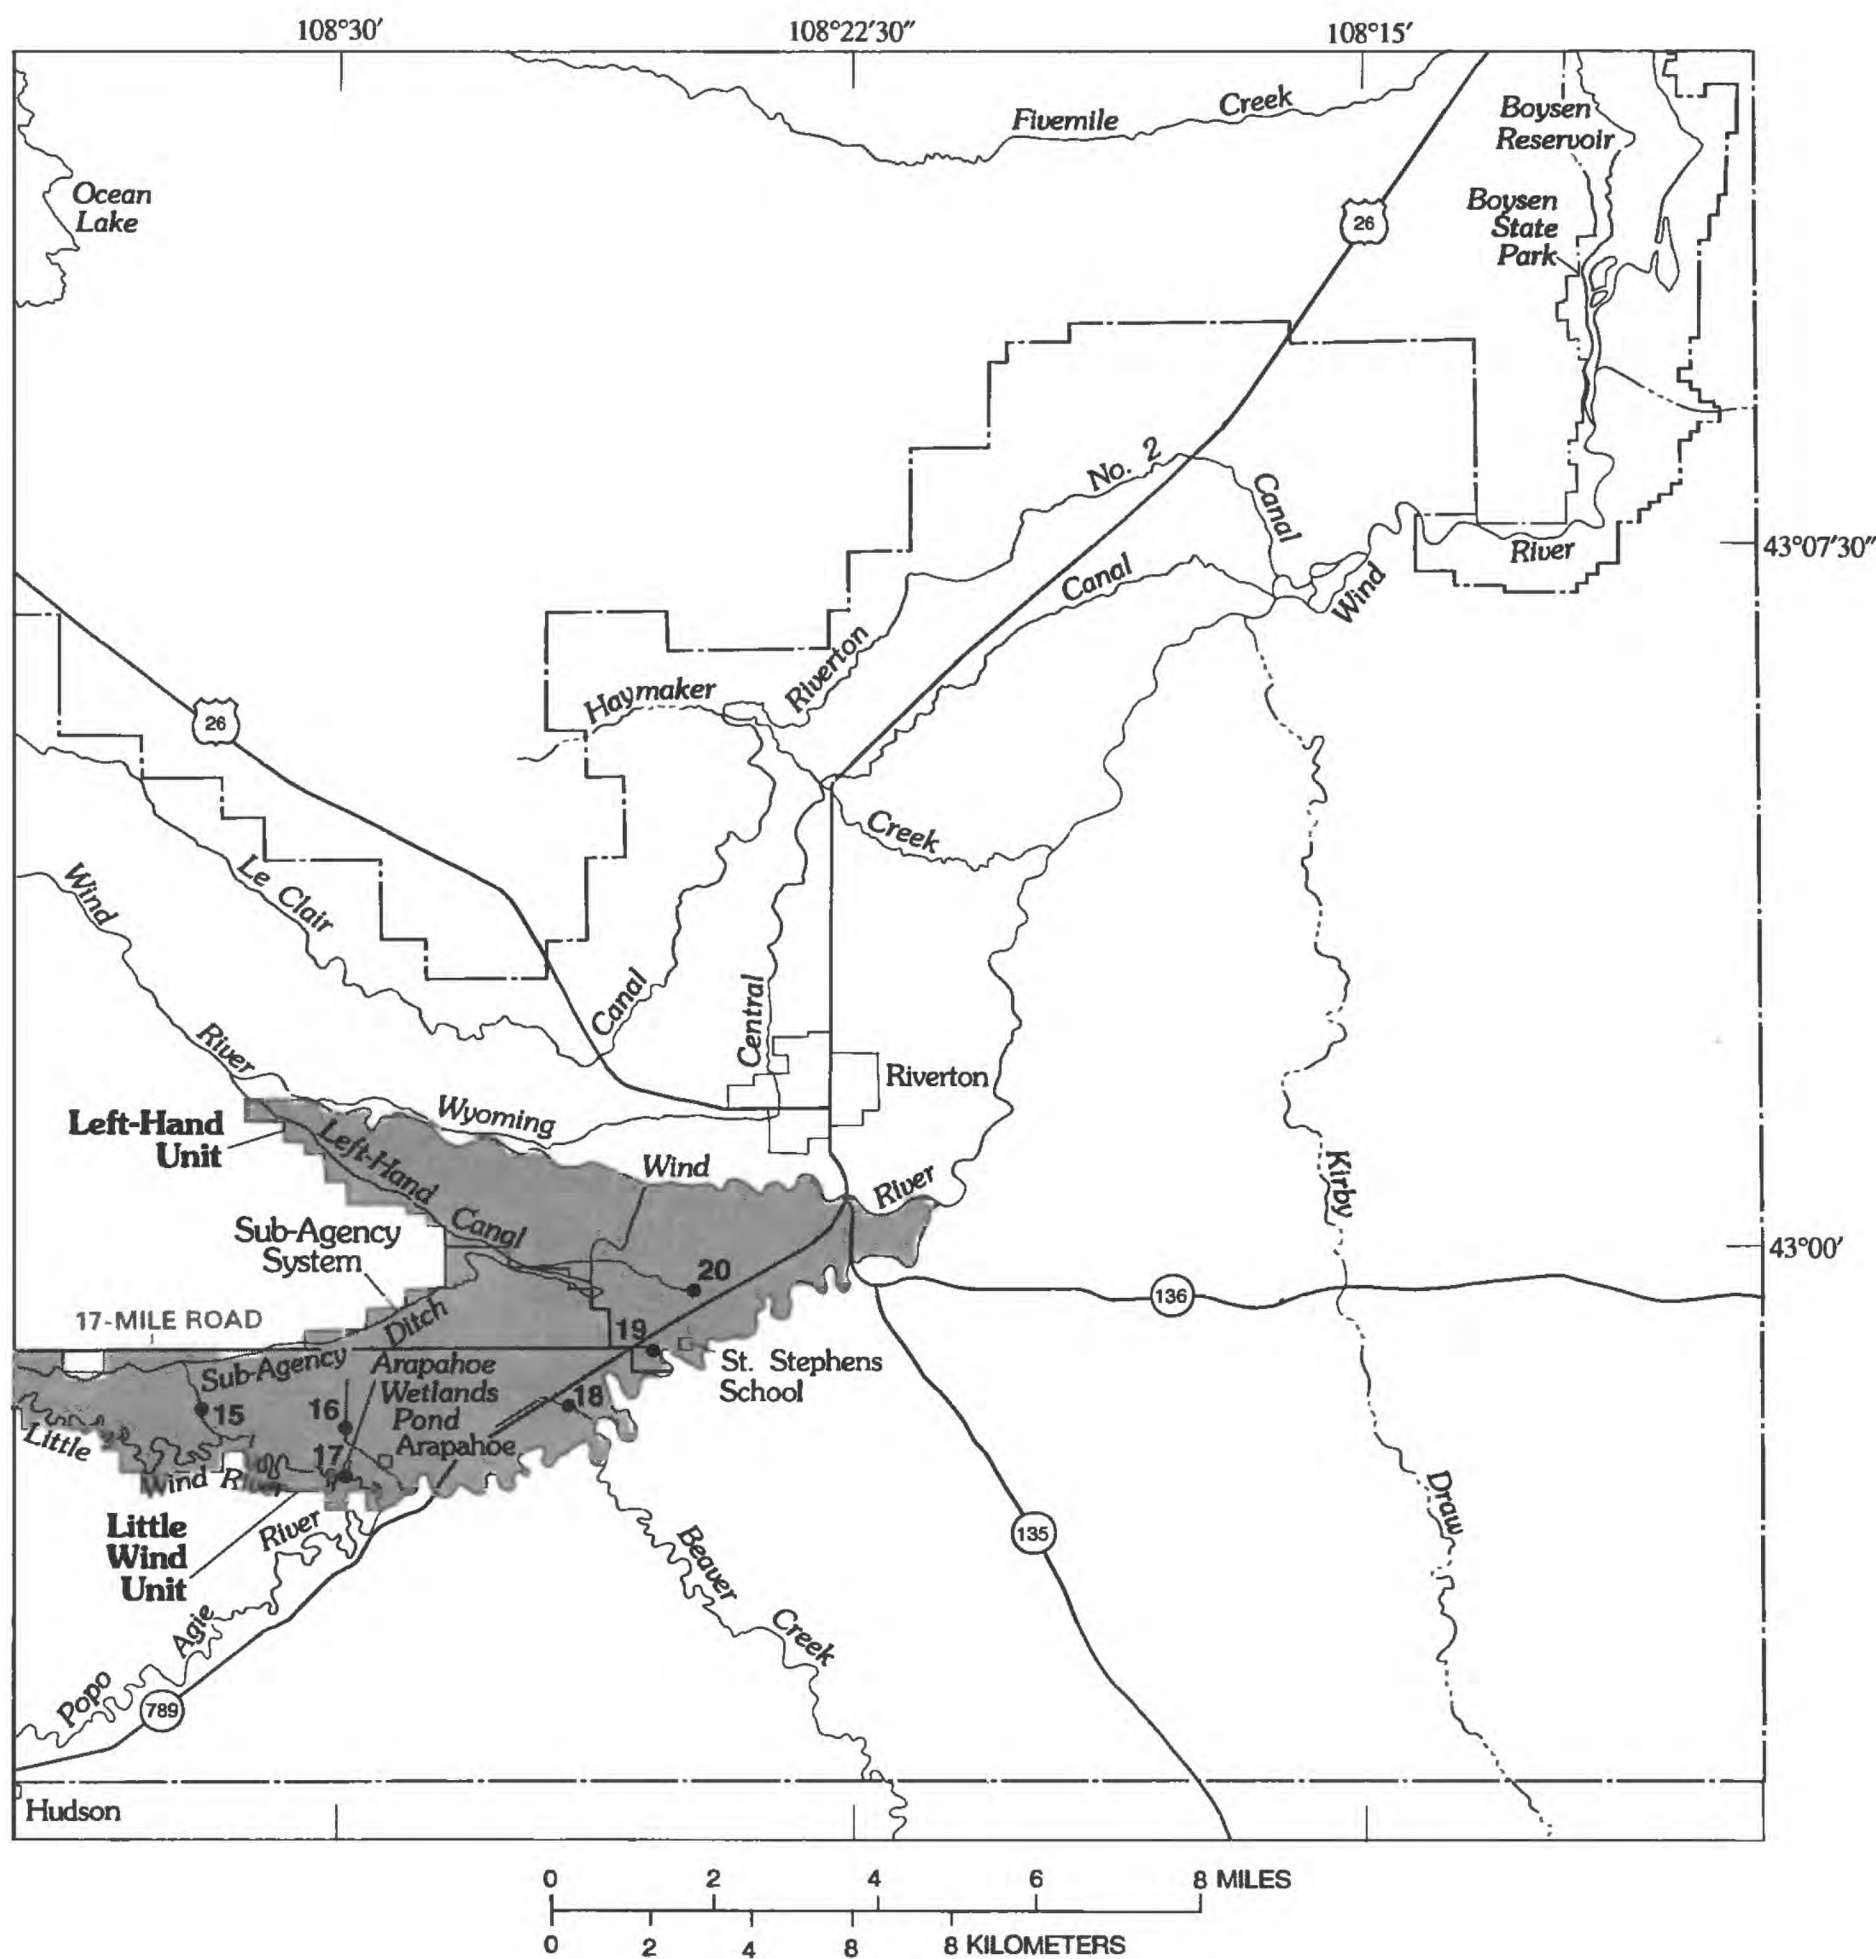 108°30′
108°22′30″
108°15′
Fivemile
Creek
Boysen
Reservoir
Ocean
Lake
Boysen
State
Park
26
No. 2
Canal
43°07′30″
River
Canal
Wind
Riverton
Haymaker
26
Creek
Le Clair
Wind
Canal
Central
River
Riverton
Wyoming
Left-Hand
Unit
Left-Hand
Canal
Wind
River
Kirby
Sub-Agency
System
43°00′
20
136
17-MILE ROAD
Ditch
19
Sub-Agency
Arapahoe
Wetlands
Pond
St. Stephens
School
15
16
18
17
Arapahoe
Little
Wind River
Draw
Little
Wind
Unit
River
135
Beaver
Creek
Agie
Popo
789
Hudson
0 2 4 6 8 MILES
0 2 4 8 8 KILOMETERS